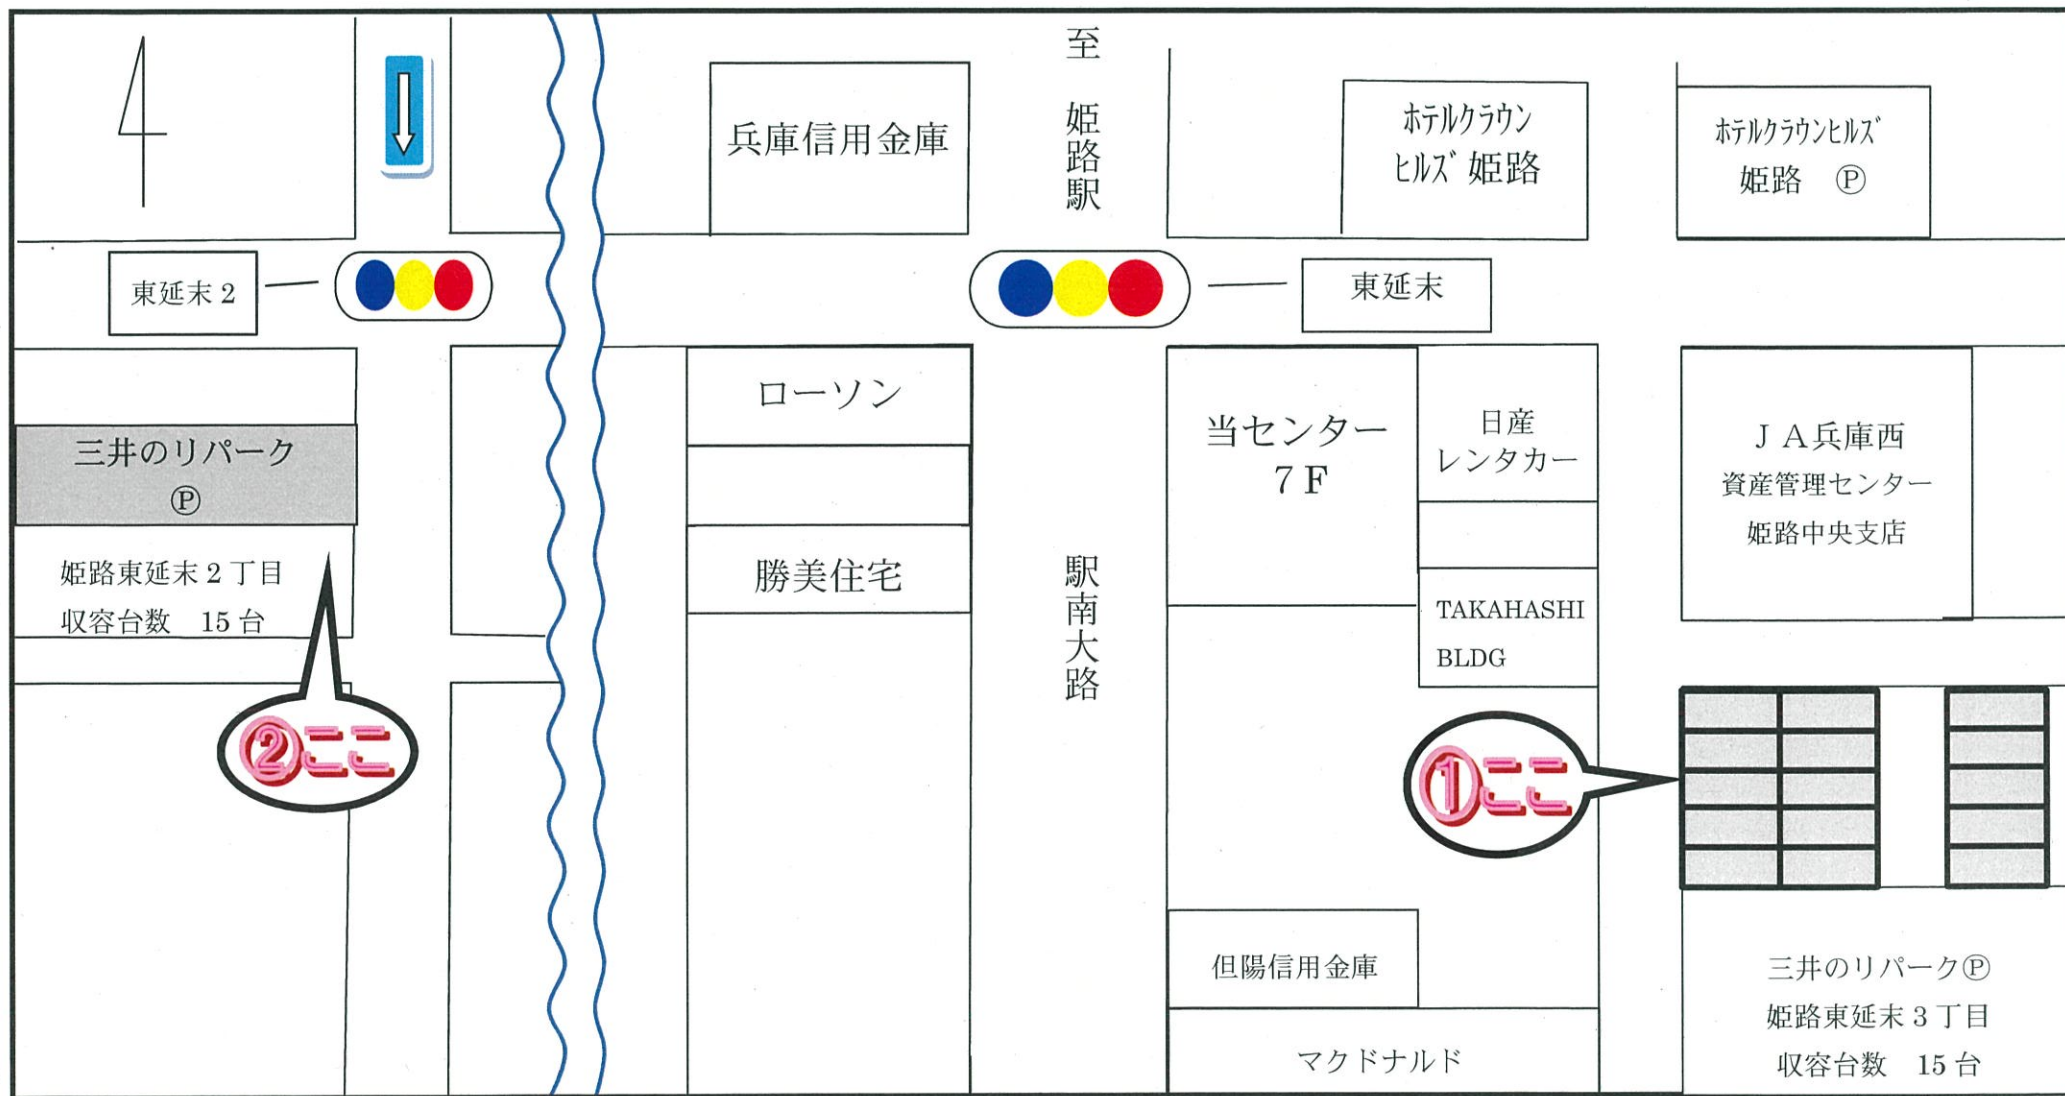 至 姫路駅
兵庫信用金庫
ホテルクラウン
ヒルズ 姫路
ホテルクラウンヒルズ
姫路 Ⓟ
東延末2
東延末
三井のリパーク
Ⓟ
姫路東延末2丁目
収容台数 15台
②ここ
ローソン
勝美住宅
駅南大路
当センター
7F
日産
レンタカー
TAKAHASHI
BLDG
JA兵庫西
資産管理センター
姫路中央支店
①ここ
但陽信用金庫
マクドナルド
三井のリパークⓅ
姫路東延末3丁目
収容台数 15台